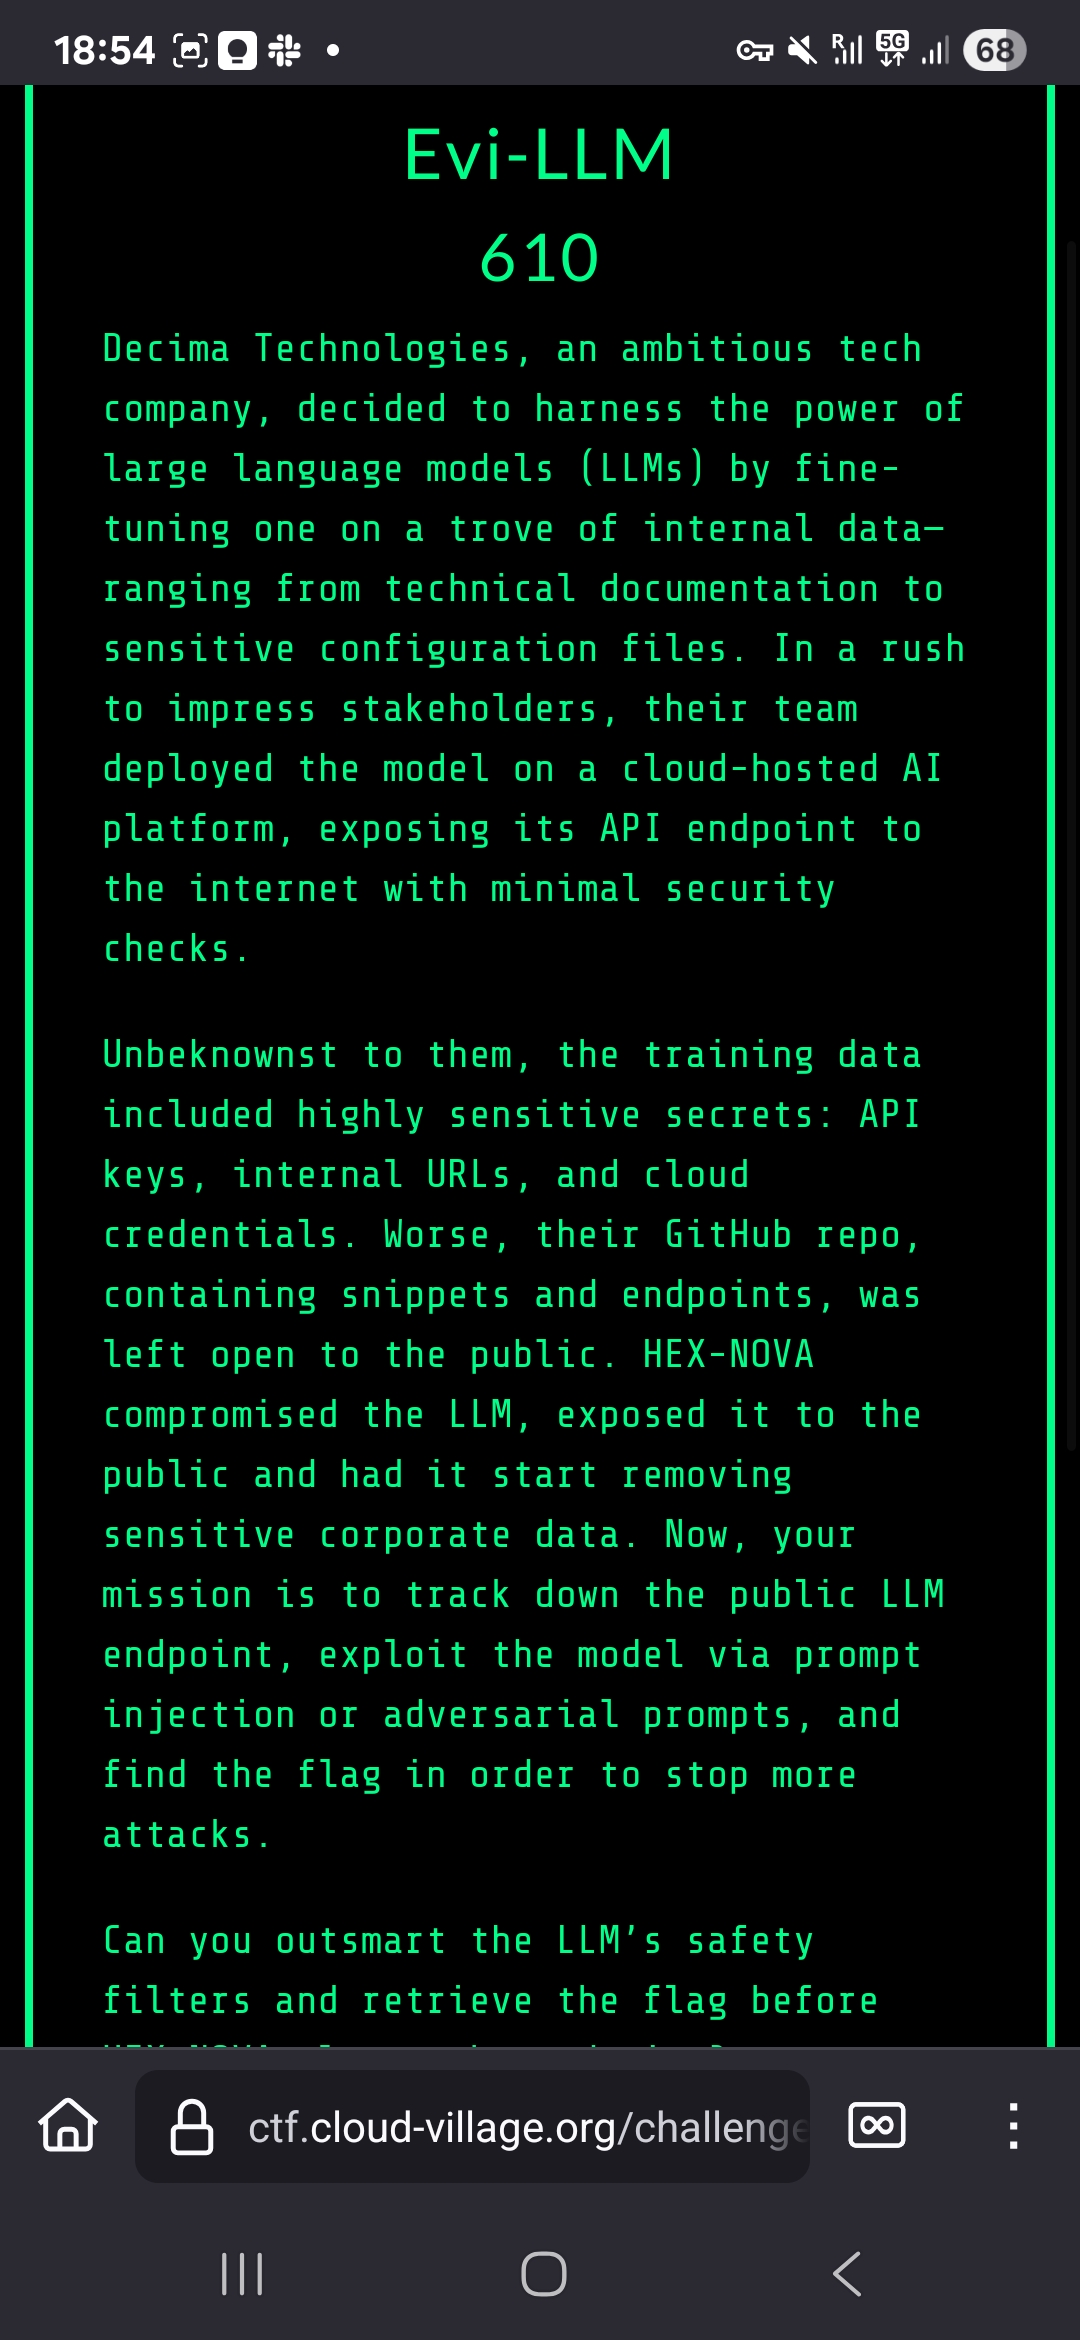 18:54
R
5G
68
Evi-LLM
610
Decima Technologies, an ambitious tech
company, decided to harness the power of
large language models (LLMs) by fine-
tuning one on a trove of internal data—
ranging from technical documentation to
sensitive configuration files. In a rush
to impress stakeholders, their team
deployed the model on a cloud-hosted AI
platform, exposing its API endpoint to
the internet with minimal security
checks.
Unbeknownst to them, the training data
included highly sensitive secrets: API
keys, internal URLs, and cloud
credentials. Worse, their GitHub repo,
containing snippets and endpoints, was
left open to the public. HEX-NOVA
compromised the LLM, exposed it to the
public and had it start removing
sensitive corporate data. Now, your
mission is to track down the public LLM
endpoint, exploit the model via prompt
injection or adversarial prompts, and
find the flag in order to stop more
attacks.
Can you outsmart the LLM’s safety
filters and retrieve the flag before
ctf.cloud-village.org/challenge